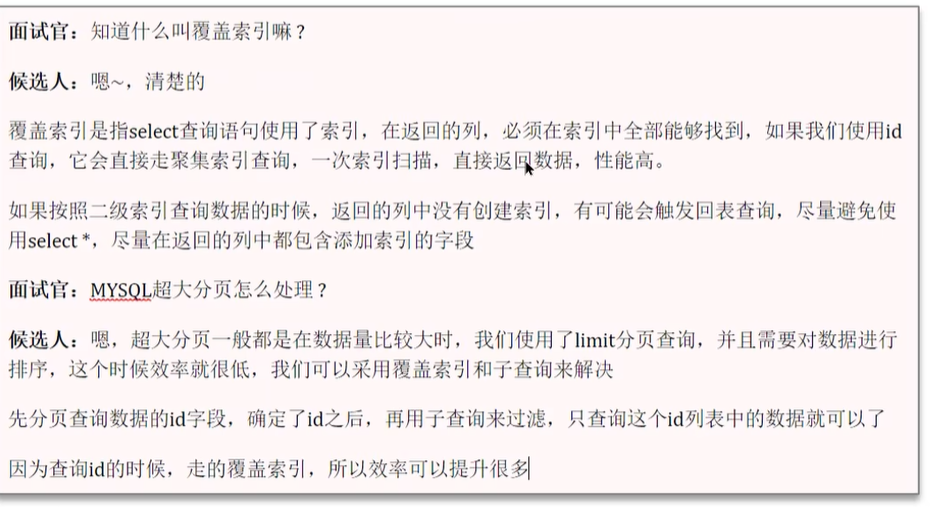 面试官：知道什么叫覆盖索引嘛？
候选人：嗯~，清楚的
覆盖索引是指select查询语句使用了索引，在返回的列，必须在索引中全部能够找到，如果我们使用id
查询，它会直接走聚集索引查询，一次索引扫描，直接返回数据，性能高。
如果按照二级索引查询数据的时候，返回的列中没有创建索引，有可能会触发回表查询，尽量避免使
用select *，尽量在返回的列中都包含添加索引的字段
面试官：MYSQL超大分页怎么处理？
候选人：嗯，超大分页一般都是在数据量比较大时，我们使用了limit分页查询，并且需要对数据进行
排序，这个时候效率就很低，我们可以采用覆盖索引和子查询来解决
先分页查询数据的id字段，确定了id之后，再用子查询来过滤，只查询这个id列表中的数据就可以了
因为查询id的时候，走的覆盖索引，所以效率可以提升很多